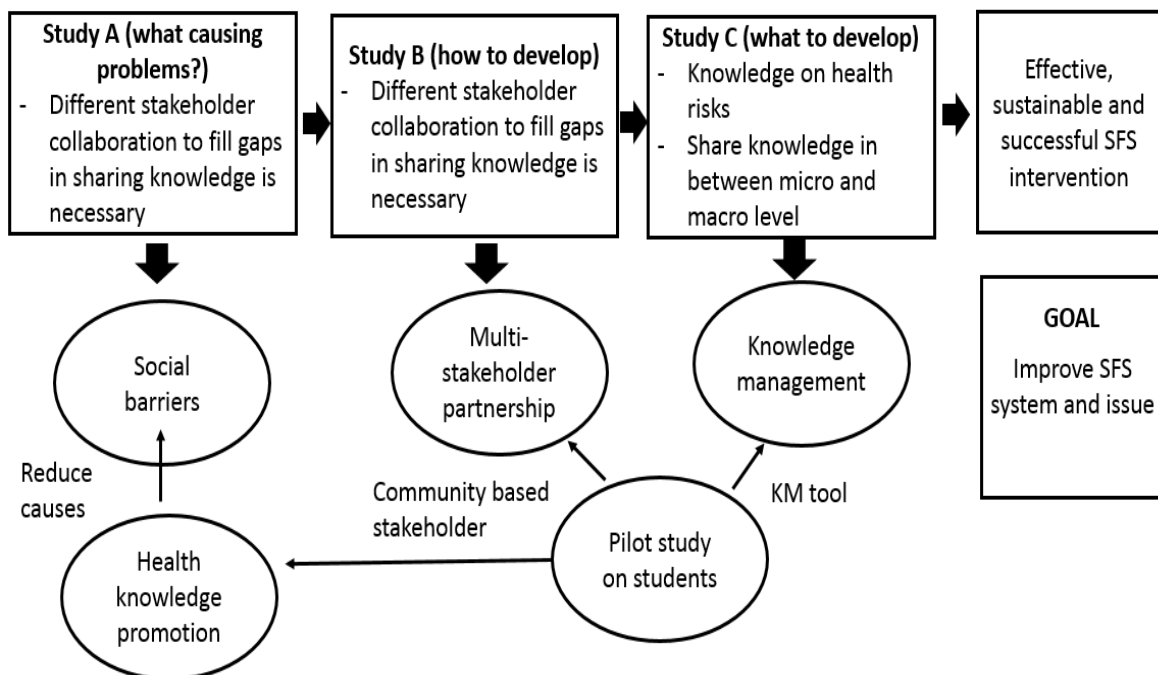 Study A (what causing
problems?)
- Different stakeholder
collaboration to fill gaps
in sharing knowledge is
necessary
Study B (how to develop)
- Different stakeholder
collaboration to fill gaps
in sharing knowledge is
necessary
Study C (what to develop)
- Knowledge on health
risks
- Share knowledge in
between micro and
macro level
Effective,
sustainable and
successful SFS
intervention
Social
barriers
Multi-
stakeholder
partnership
Knowledge
management
GOAL
Improve SFS
system and issue
Reduce
causes
Community based
stakeholder
KM tool
Health
knowledge
promotion
Pilot study
on students